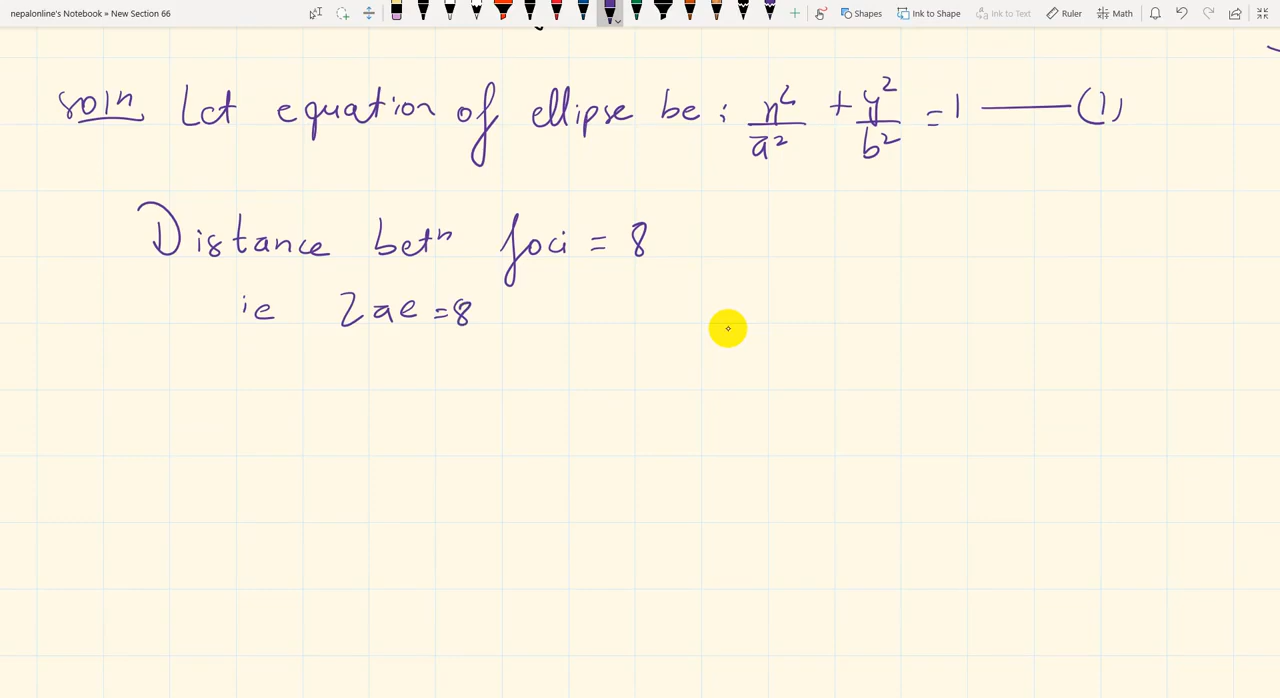 nepalonline's Notebook » New Section 66 Shapes Ink to Shape Ink to Text Ruler Math
Soln Let equation of ellipse be: x²/a² + y²/b² = 1 —— (1)
Distance betn foci = 8
ie 2ae = 8